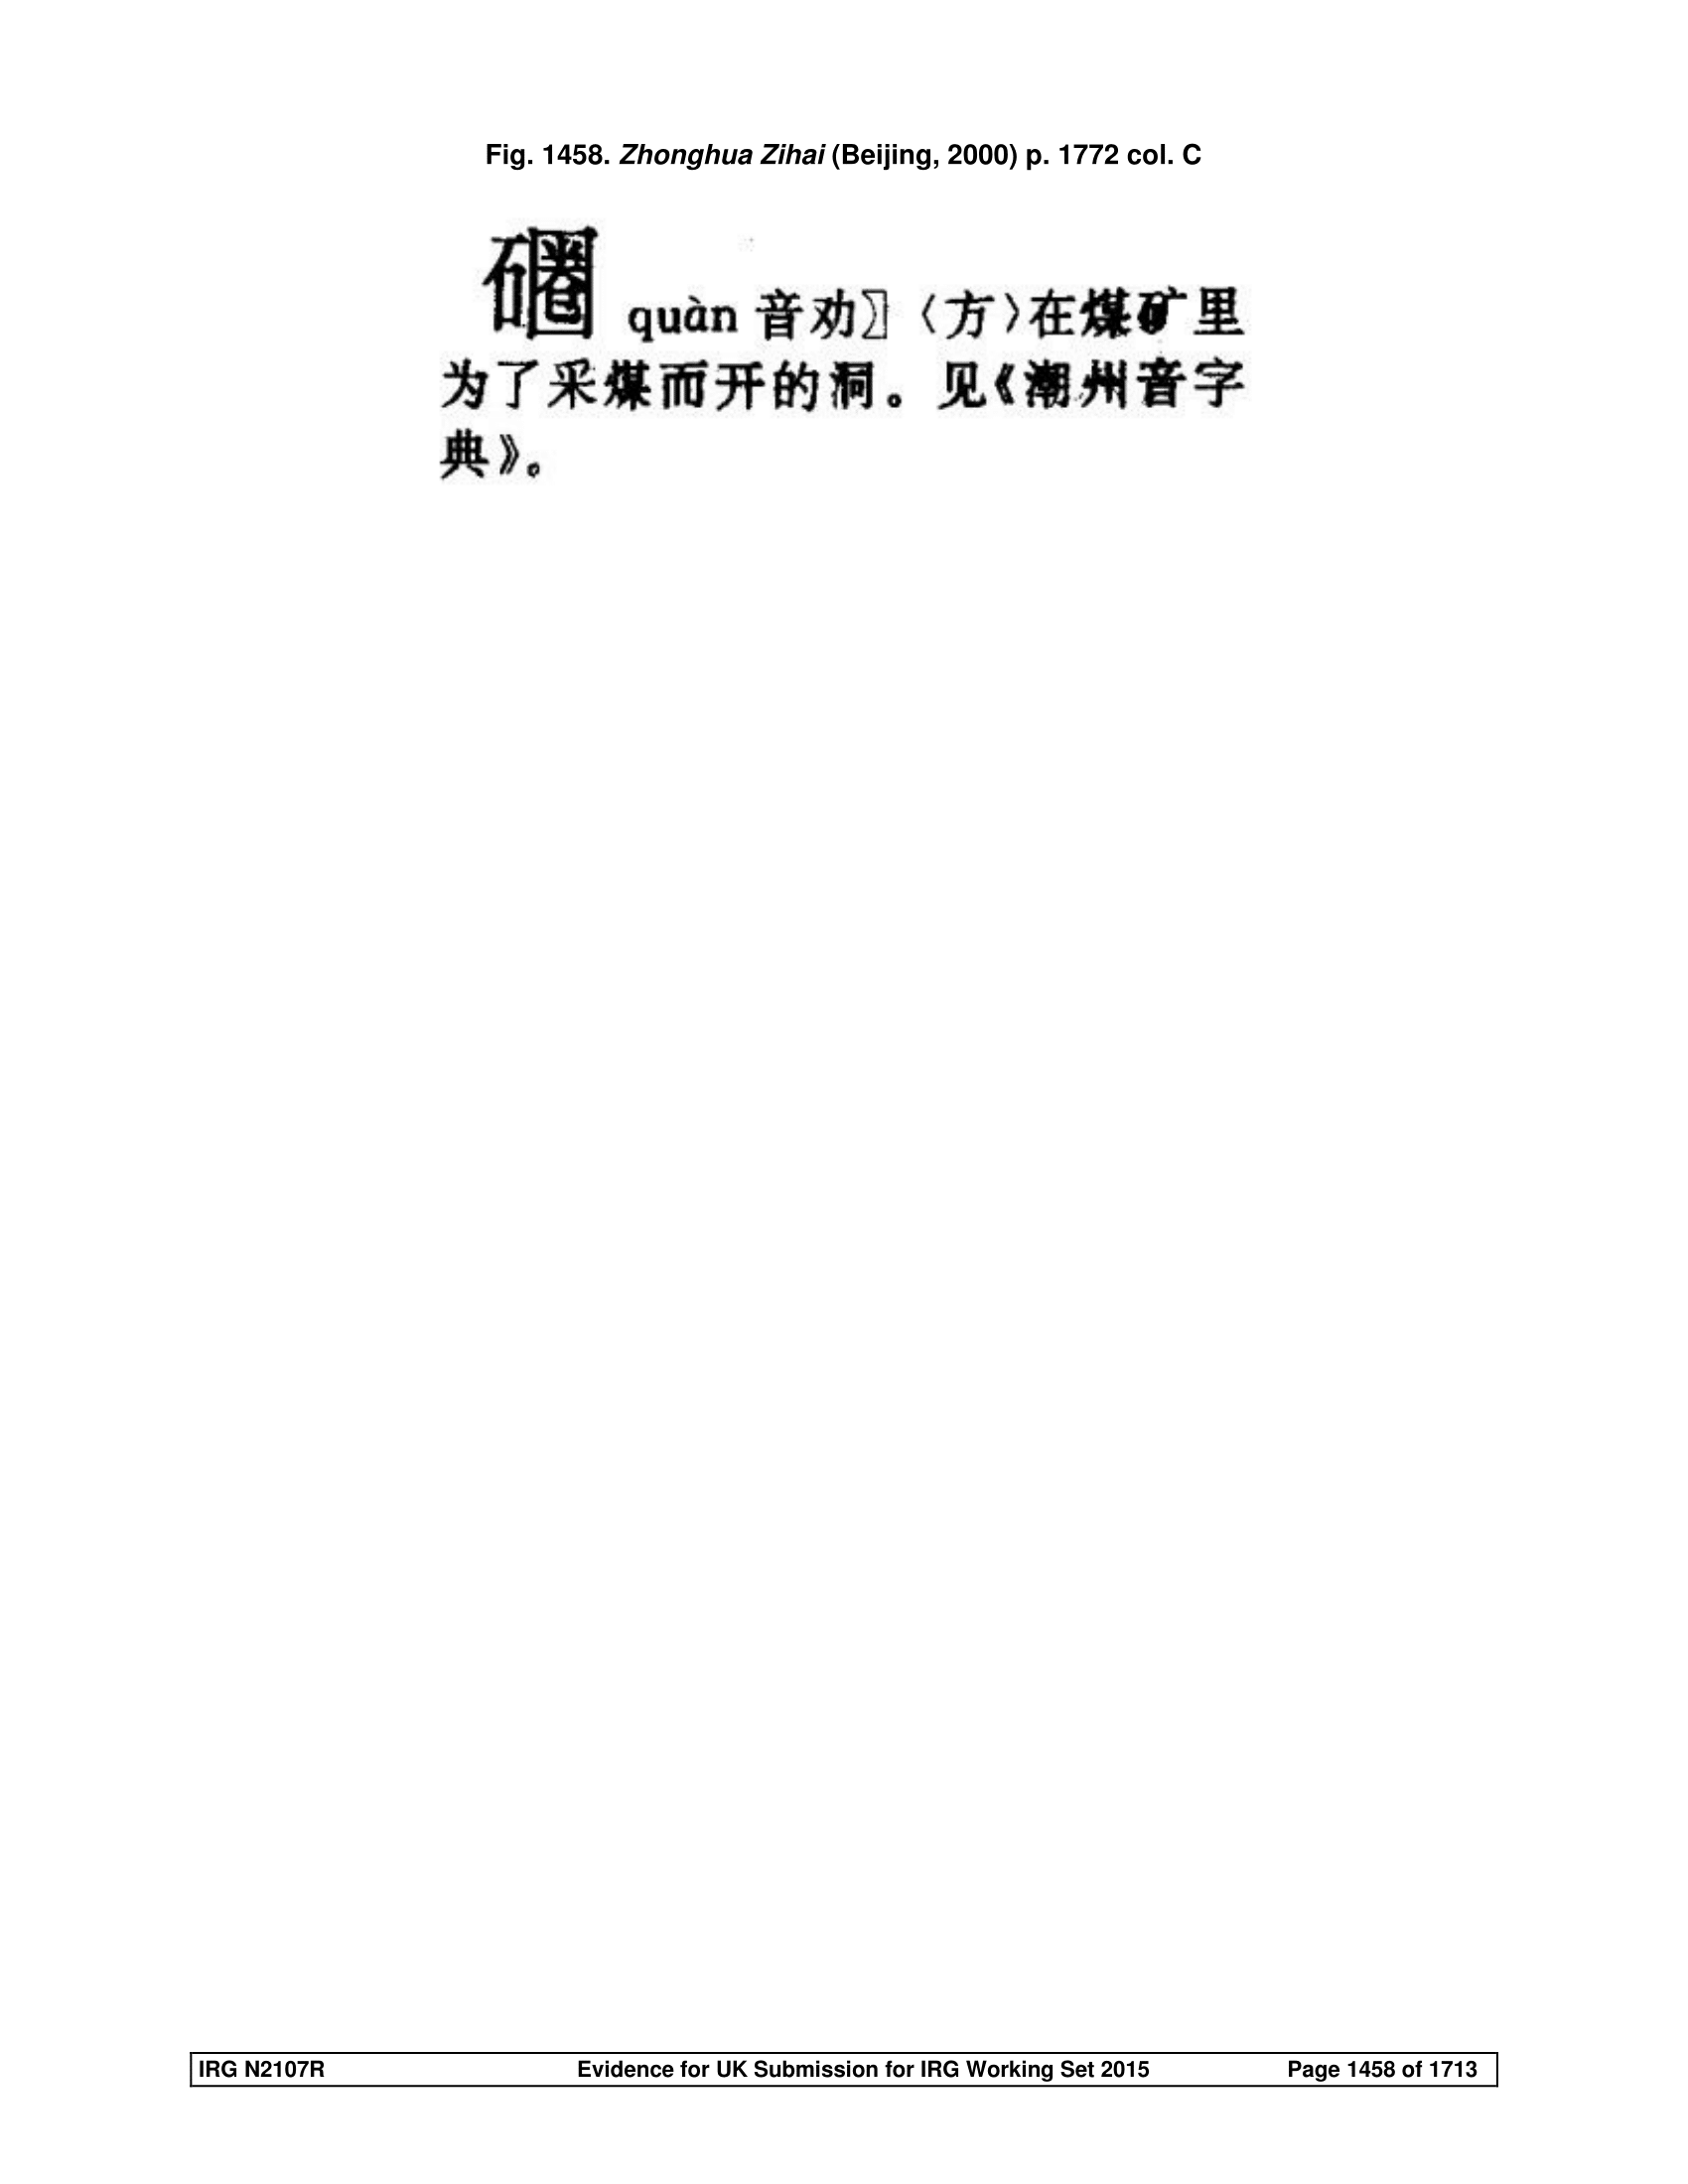 Fig. 1458. Zhonghua Zihai (Beijing, 2000) p. 1772 col. C
⿰石圈 quàn 音劝〗〈方〉在煤矿里
为了采煤而开的洞。见《潮州音字
典》。
IRG N2107R Evidence for UK Submission for IRG Working Set 2015 Page 1458 of 1713